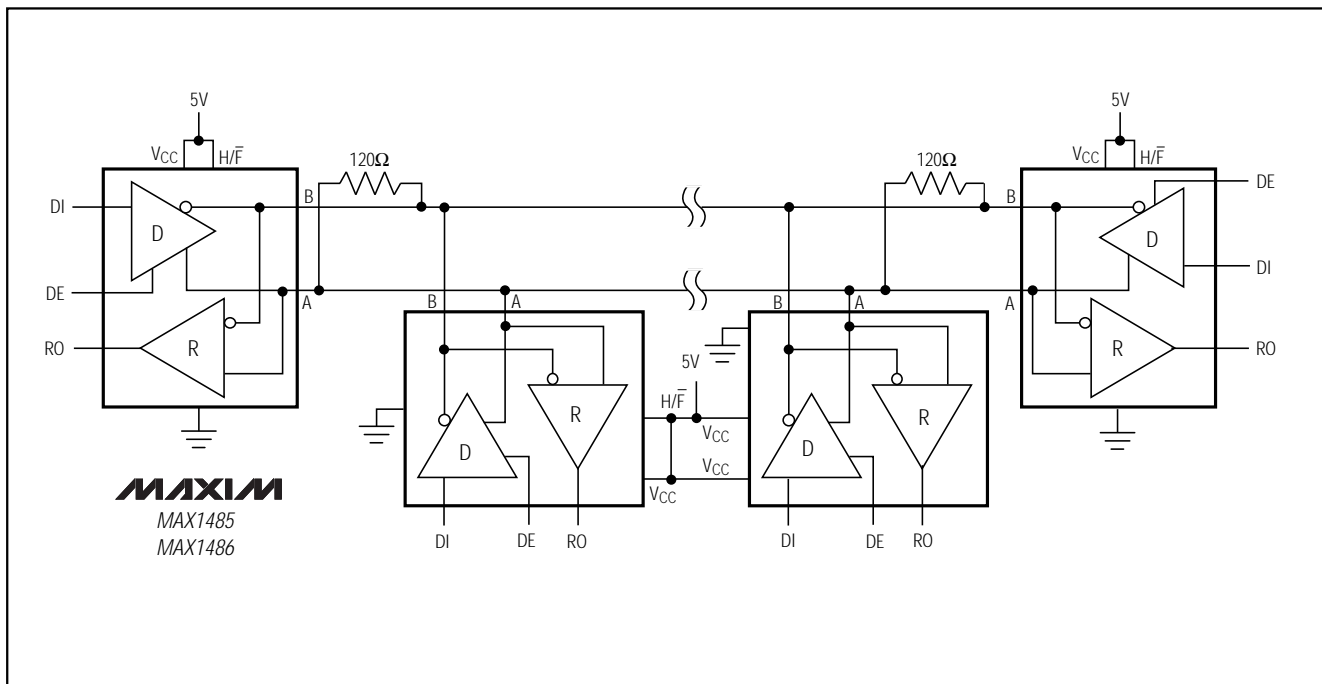 5V
5V
VCC
H/F̅
VCC
H/F̅
120Ω
120Ω
DI
D
B
B
D
DE
DI
DE
A
B
A
B
A
A
RO
R
5V
R
RO
H/F̅
D
R
VCC
D
R
VCC
VCC
MAXIM
MAX1485
MAX1486
DI
DE
RO
DI
DE
RO